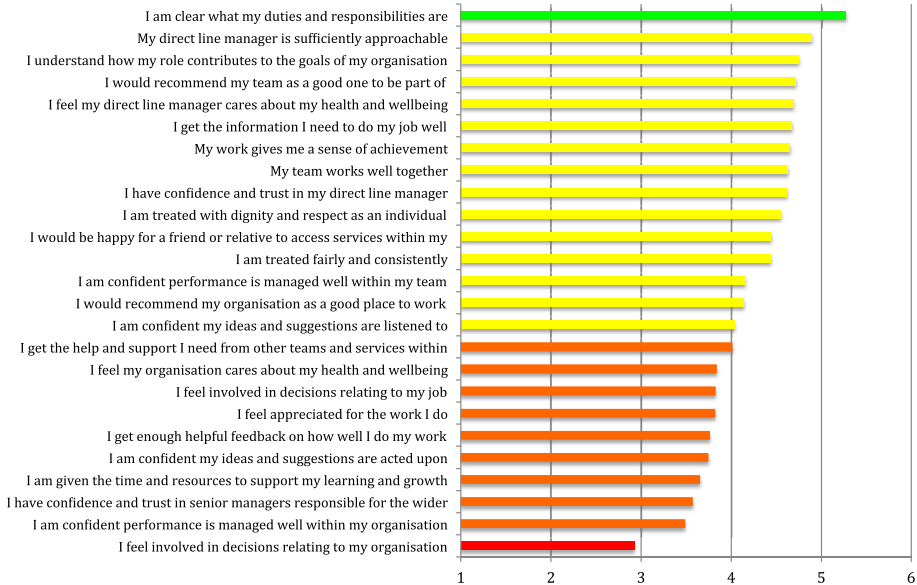 I am clear what my duties and responsibilities are
My direct line manager is sufficiently approachable
I understand how my role contributes to the goals of my organisation
I would recommend my team as a good one to be part of
I feel my direct line manager cares about my health and wellbeing
I get the information I need to do my job well
My work gives me a sense of achievement
My team works well together
I have confidence and trust in my direct line manager
I am treated with dignity and respect as an individual
I would be happy for a friend or relative to access services within my
I am treated fairly and consistently
I am confident performance is managed well within my team
I would recommend my organisation as a good place to work
I am confident my ideas and suggestions are listened to
I get the help and support I need from other teams and services within
I feel my organisation cares about my health and wellbeing
I feel involved in decisions relating to my job
I feel appreciated for the work I do
I get enough helpful feedback on how well I do my work
I am confident my ideas and suggestions are acted upon
I am given the time and resources to support my learning and growth
I have confidence and trust in senior managers responsible for the wider
I am confident performance is managed well within my organisation
I feel involved in decisions relating to my organisation
1 2 3 4 5 6